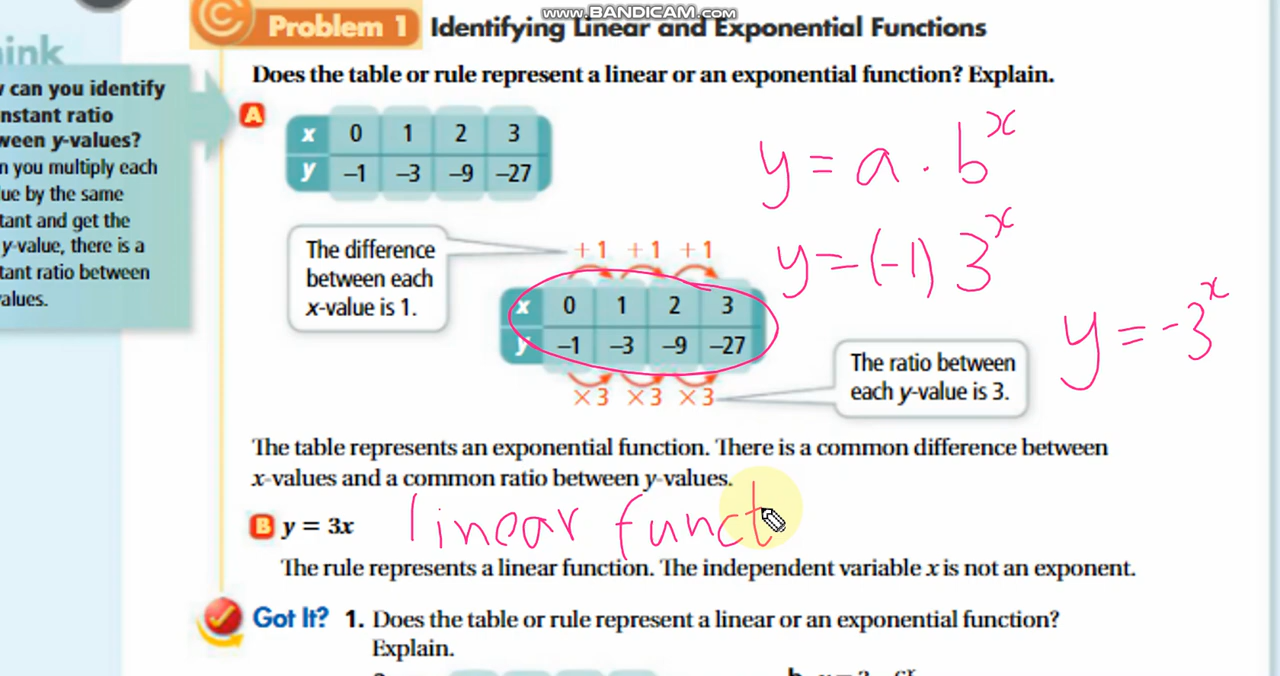 www.BANDICAM.com
Problem 1 Identifying Linear and Exponential Functions
Does the table or rule represent a linear or an exponential function? Explain.
can you identify
ratio
y-values?
you multiply each
by the same
and get the
y-value, there is a
ratio between
A
x 0 1 2 3
y –1 –3 –9 –27
y = a · b^x
y = (-1) 3^x
y = -3^x
The difference
between each
x-value is 1.
+1 +1 +1
x 0 1 2 3
y –1 –3 –9 –27
×3 ×3 ×3
The ratio between
each y-value is 3.
The table represents an exponential function. There is a common difference between
x-values and a common ratio between y-values.
B y = 3x linear funct
The rule represents a linear function. The independent variable x is not an exponent.
Got It? 1. Does the table or rule represent a linear or an exponential function?
Explain.